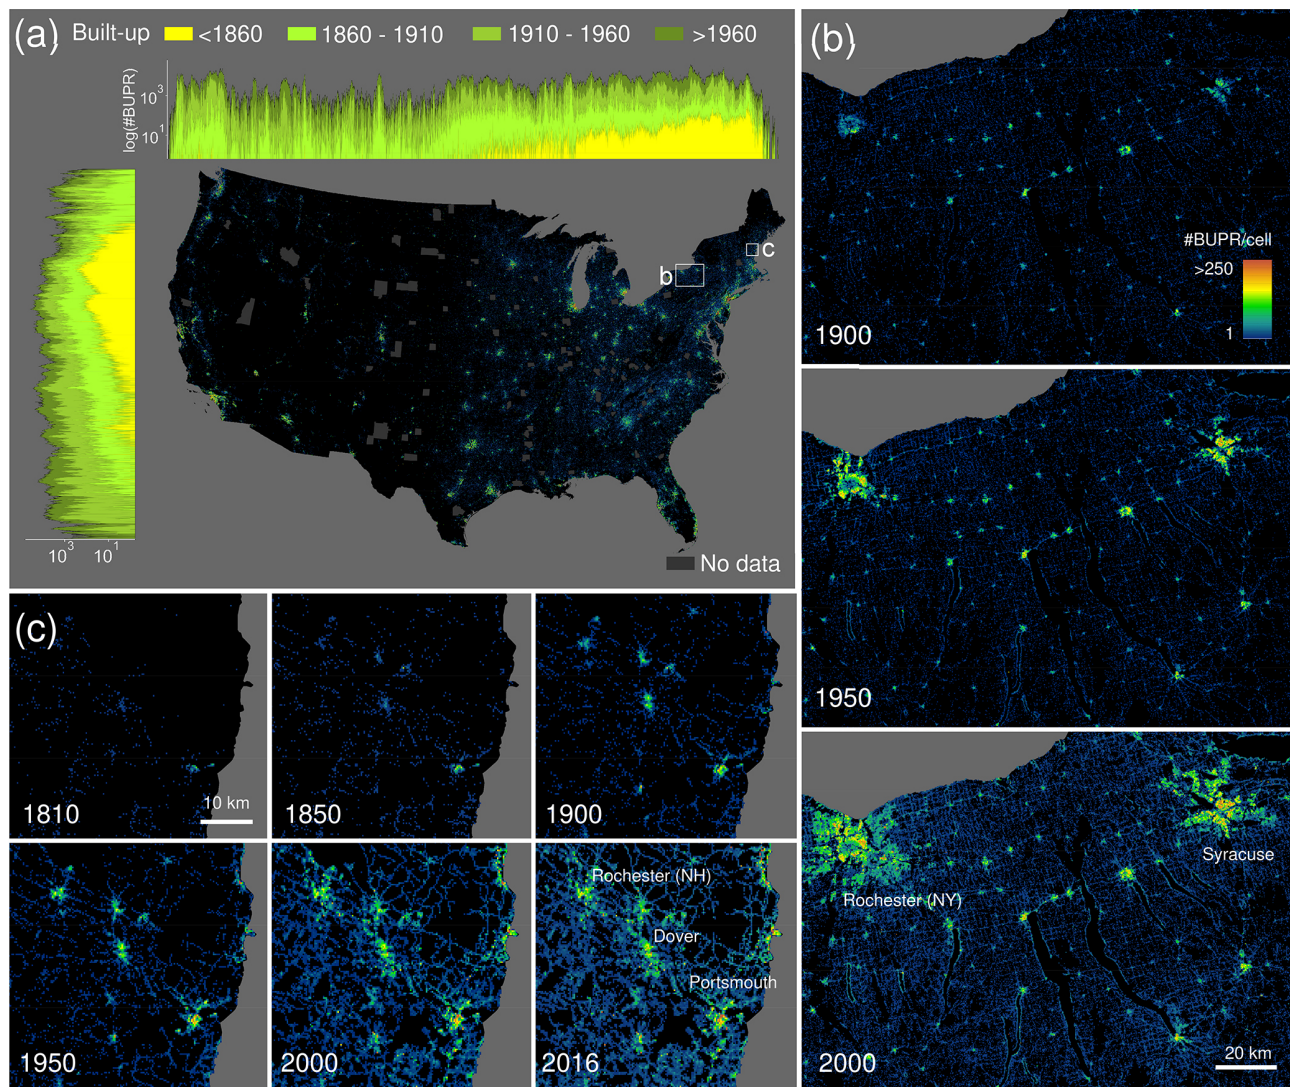 (a) Built-up <1860 1860 - 1910 1910 - 1960 >1960
log(#BUPR)
10³
10¹
b
c
10³ 10¹
No data
(b)
#BUPR/cell
>250
1
1900
1950
Syracuse
Rochester (NY)
2000
20 km
(c)
1810
10 km
1850
1900
1950
2000
Rochester (NH)
Dover
Portsmouth
2016